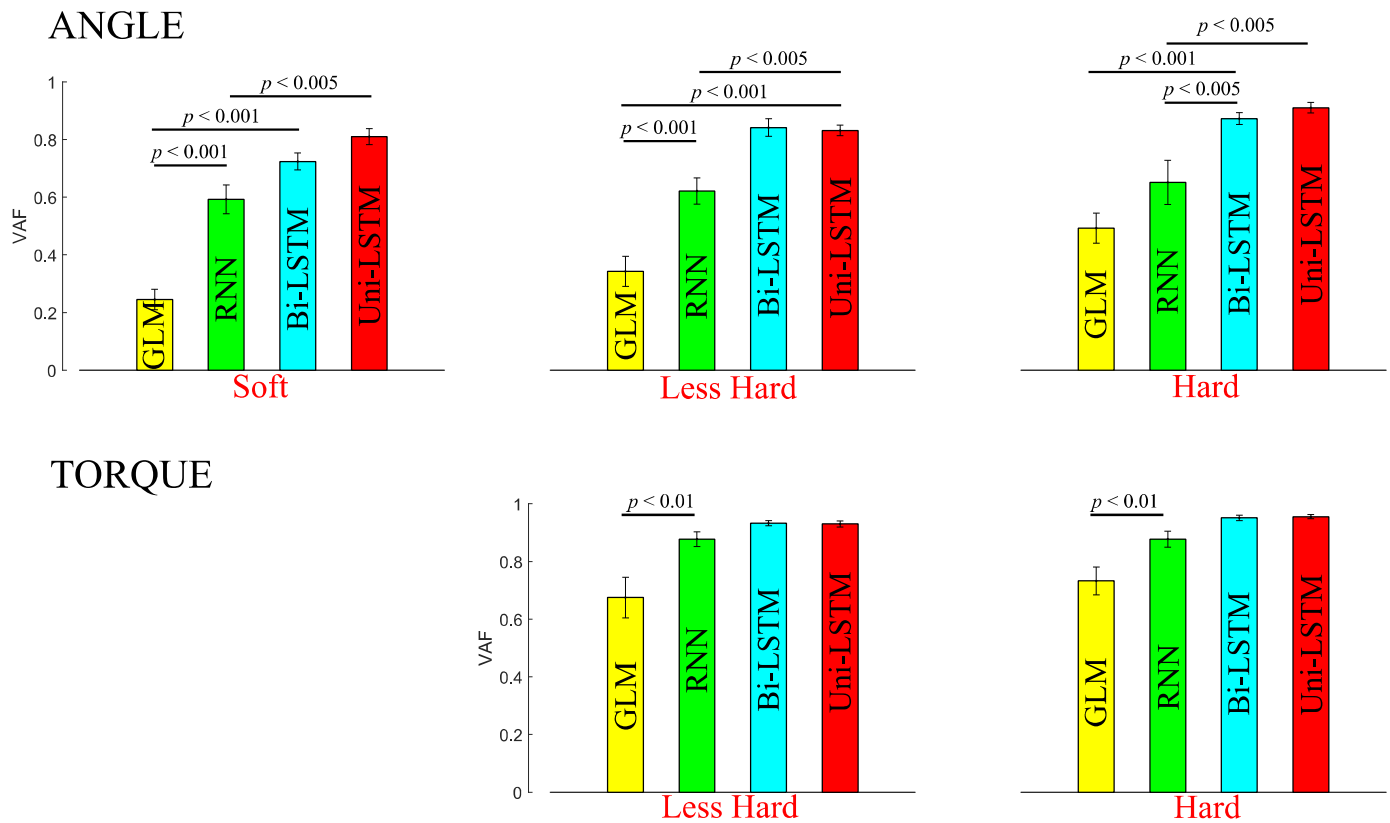 ANGLE
p < 0.005
p < 0.001
p < 0.001
1
0.8
0.6
0.4
0.2
0
VAF
GLM
RNN
Bi-LSTM
Uni-LSTM
Soft
p < 0.005
p < 0.001
p < 0.001
GLM
RNN
Bi-LSTM
Uni-LSTM
Less Hard
p < 0.005
p < 0.001
p < 0.005
GLM
RNN
Bi-LSTM
Uni-LSTM
Hard
TORQUE
p < 0.01
1
0.8
0.6
0.4
0.2
0
VAF
GLM
RNN
Bi-LSTM
Uni-LSTM
Less Hard
p < 0.01
GLM
RNN
Bi-LSTM
Uni-LSTM
Hard